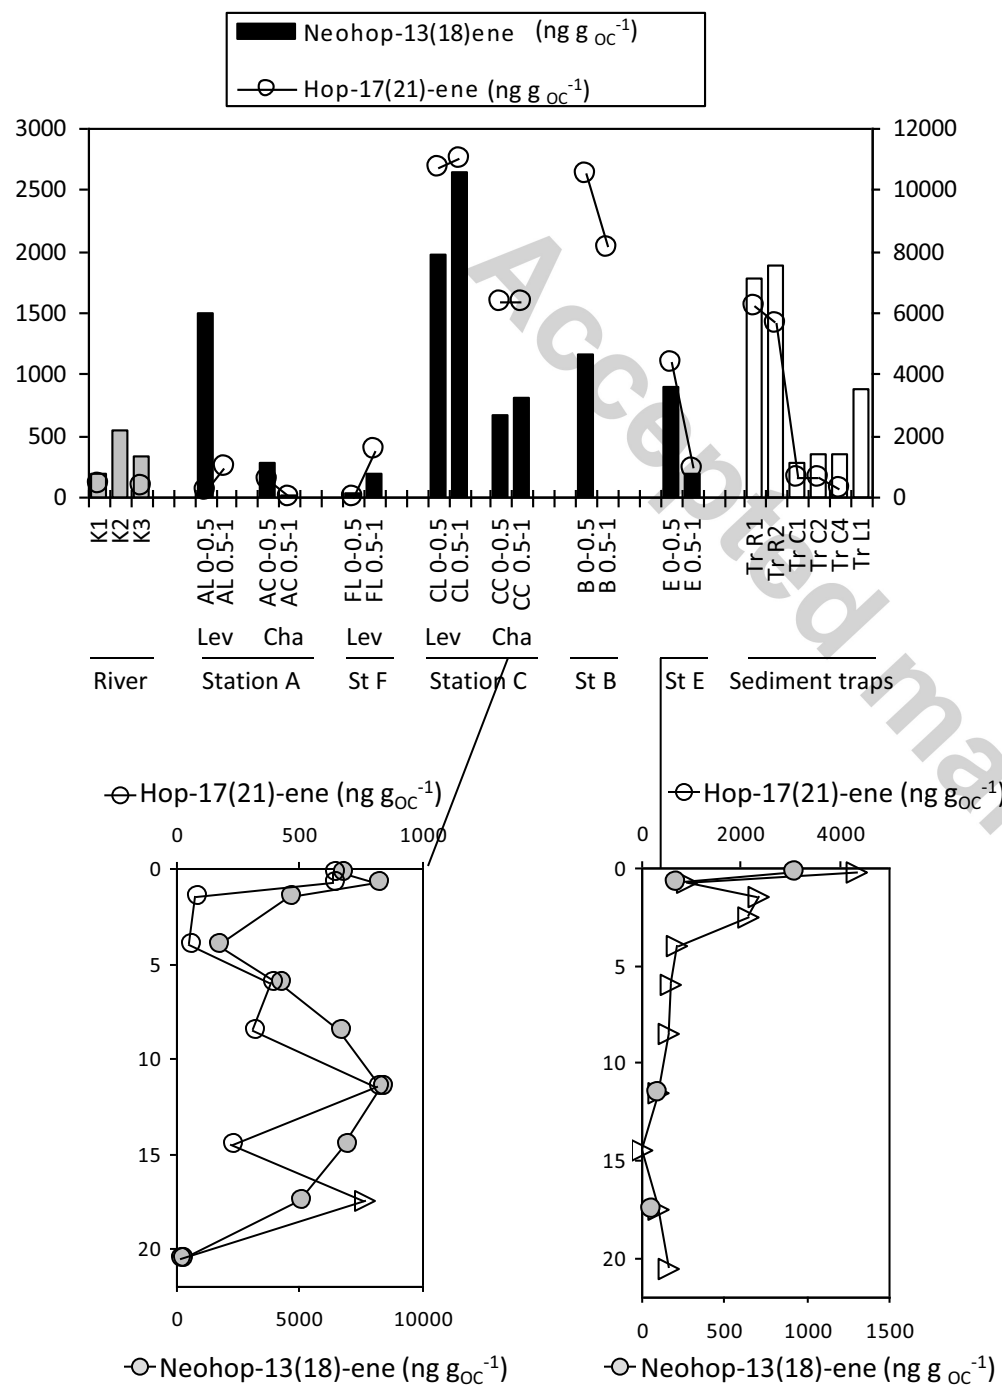 Neohop-13(18)ene (ng g OC-1)
Hop-17(21)-ene (ng g OC-1)
3000 12000
2500 10000
2000 8000
1500 6000
1000 4000
500 2000
0 0
K1 K2 K3 AL 0-0.5 AL 0.5-1 AC 0-0.5 AC 0.5-1 FL 0-0.5 FL 0.5-1 CL 0-0.5 CL 0.5-1 CC 0-0.5 CC 0.5-1 B 0-0.5 B 0.5-1 E 0-0.5 E 0.5-1 Tr R1 Tr R2 Tr C1 Tr C2 Tr C4 Tr L1
Lev Cha Lev Lev Cha
River Station A St F Station C St B St E Sediment traps
Accepted ma
Hop-17(21)-ene (ng gOC-1)
0 5000 10000
0
5
10
15
20
0 5000 10000
Neohop-13(18)-ene (ng gOC-1)
Hop-17(21)-ene (ng gOC-1)
0 2000 4000
0
5
10
15
20
0 500 1000 1500
Neohop-13(18)-ene (ng gOC-1)